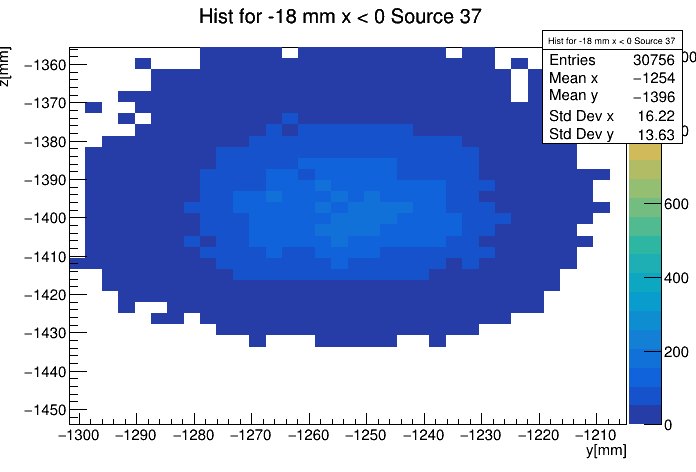 Hist for -18 mm x < 0 Source 37
z[mm]
Hist for -18 mm x < 0 Source 37
Entries 30756
Mean x −1254
Mean y −1396
Std Dev x 16.22
Std Dev y 13.63
−1360
−1370
−1380
−1390
−1400
−1410
−1420
−1430
−1440
−1450
600
400
200
0
−1300 −1290 −1280 −1270 −1260 −1250 −1240 −1230 −1220 −1210
y[mm]